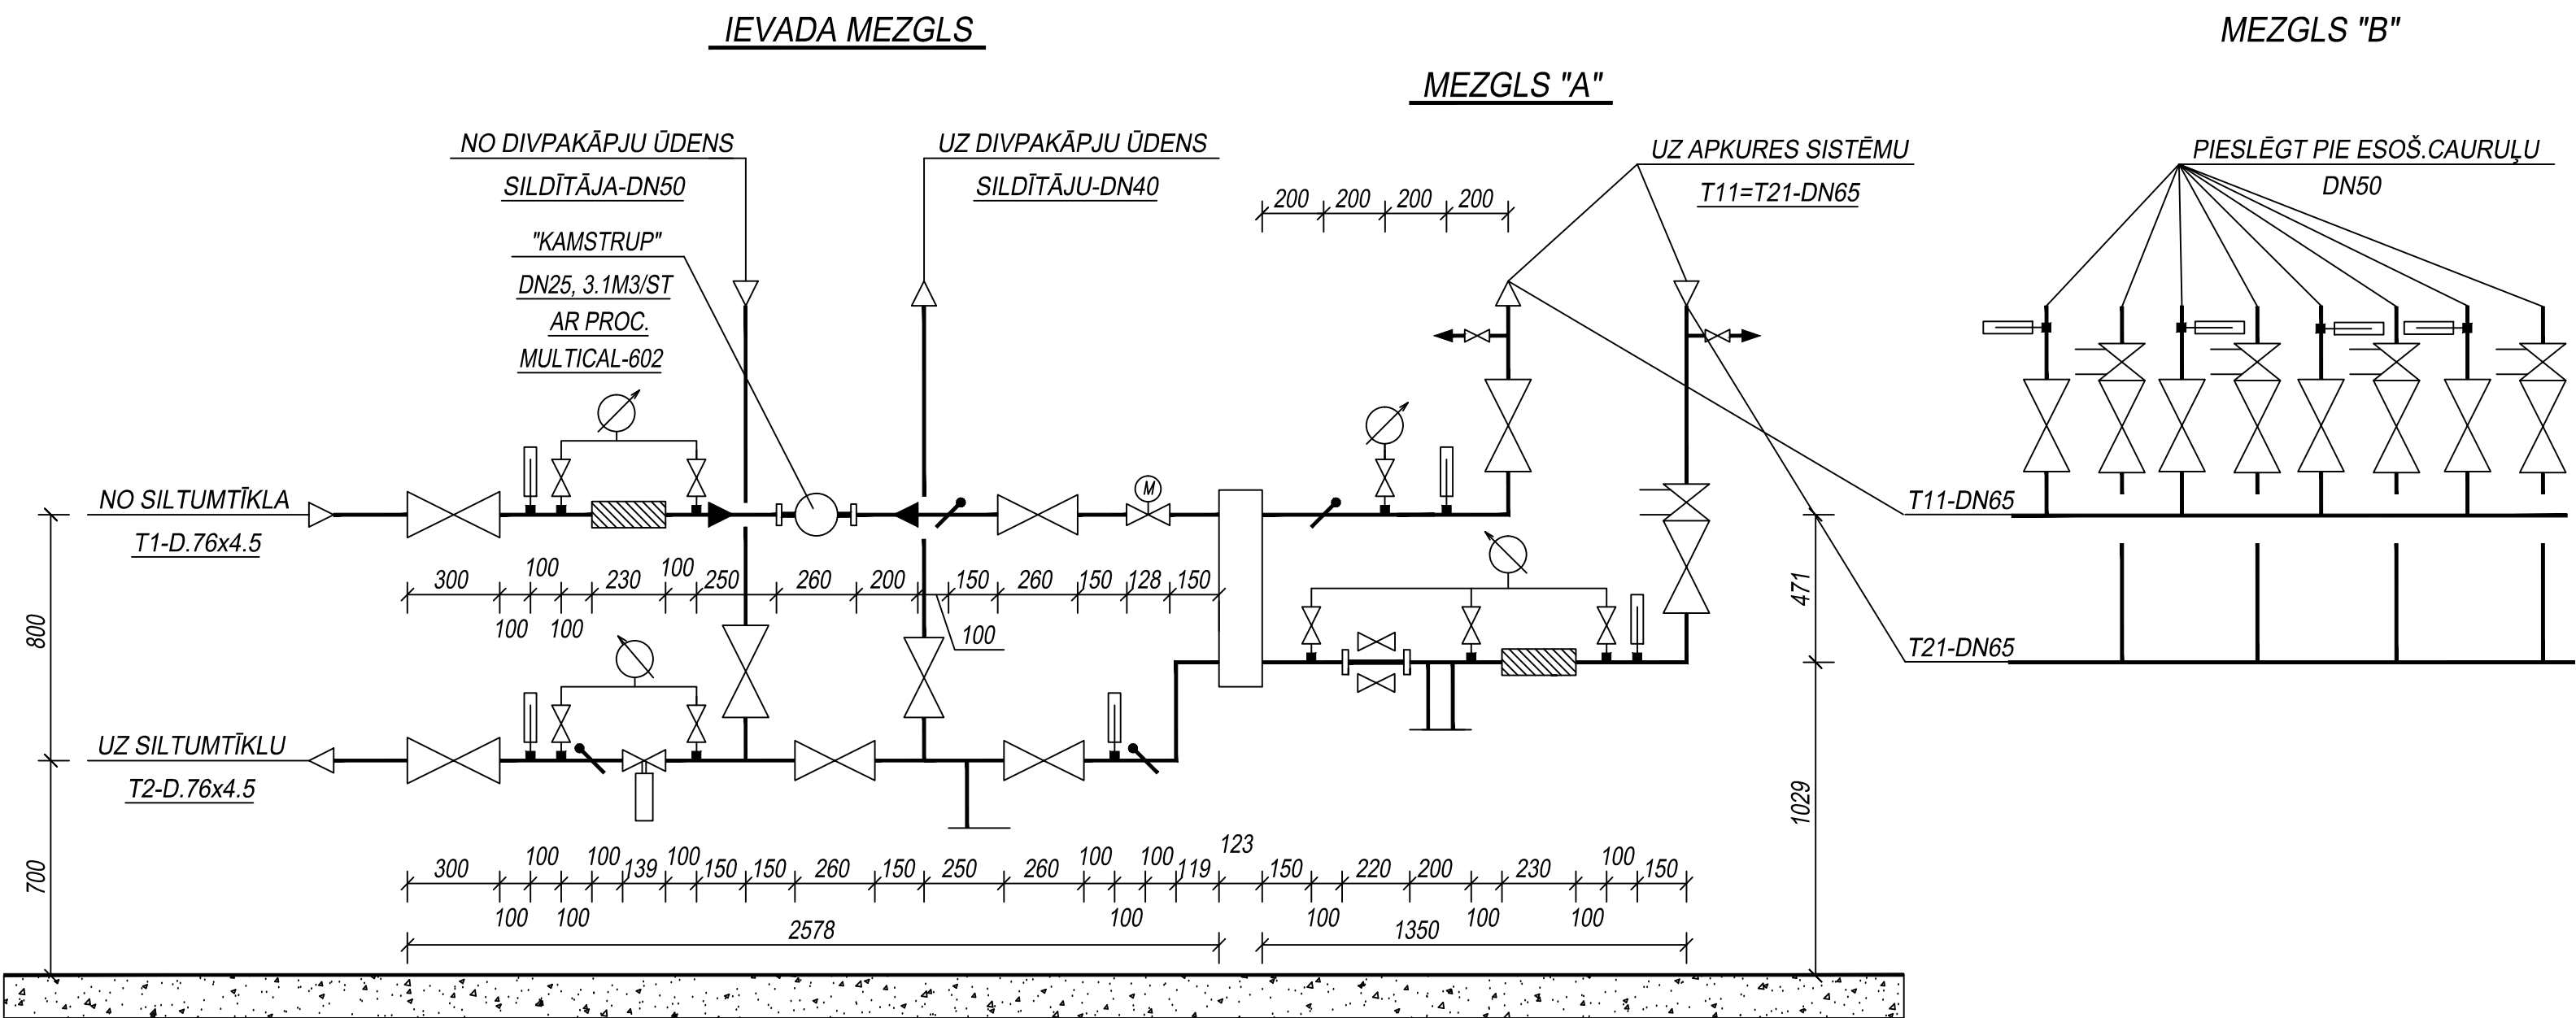 IEVADA MEZGLS
MEZGLS "B"
MEZGLS "A"
NO DIVPAKĀPJU ŪDENS
SILDĪTĀJA-DN50
UZ DIVPAKĀPJU ŪDENS
SILDĪTĀJU-DN40
UZ APKURES SISTĒMU
T11=T21-DN65
PIESLĒGT PIE ESOŠ.CAURUĻU
DN50
200 200 200 200
"KAMSTRUP"
DN25, 3.1M3/ST
AR PROC.
MULTICAL-602
M
NO SILTUMTĪKLA
T1-D.76x4.5
T11-DN65
100 100
300 230 250 260 200 150 260 150 128 150
100 100 100
800
471
T21-DN65
UZ SILTUMTĪKLU
T2-D.76x4.5
1029
700
123
100 100 100 100 100 100
300 139 150 150 260 150 250 260 119 150 220 200 230 150
100 100 100 100 100 100
2578 1350